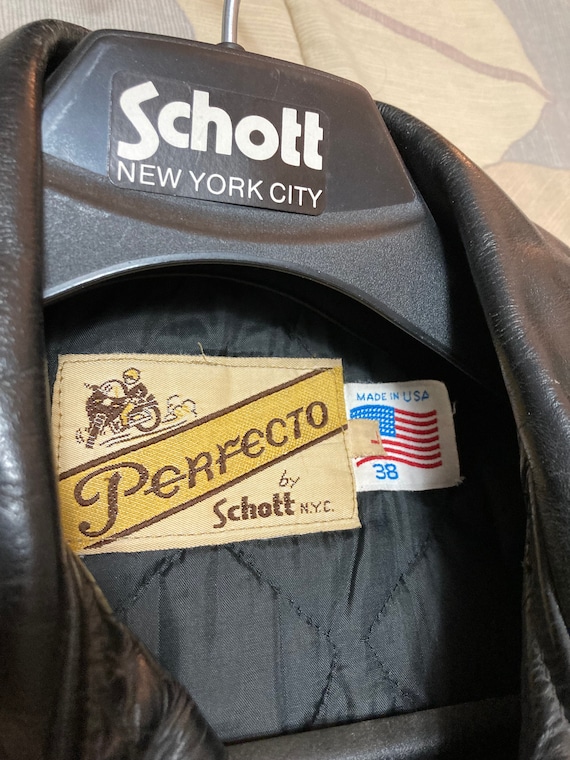 Schott
NEW YORK CITY
Perfecto
by
Schott N.Y.C.
MADE IN USA
38